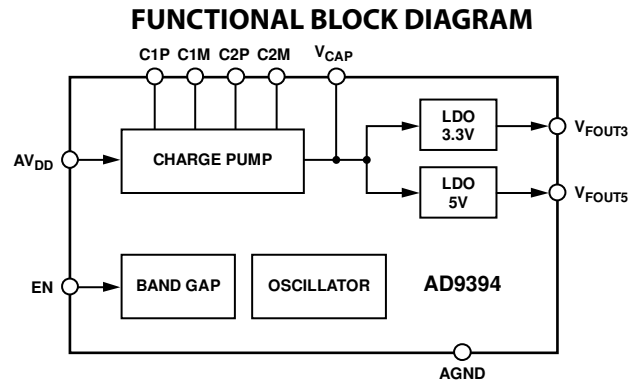 FUNCTIONAL BLOCK DIAGRAM
C1P C1M C2P C2M VCAP
LDO
3.3V
VFOUT3
AVDD
CHARGE PUMP
LDO
5V
VFOUT5
EN
BAND GAP
OSCILLATOR
AD9394
AGND